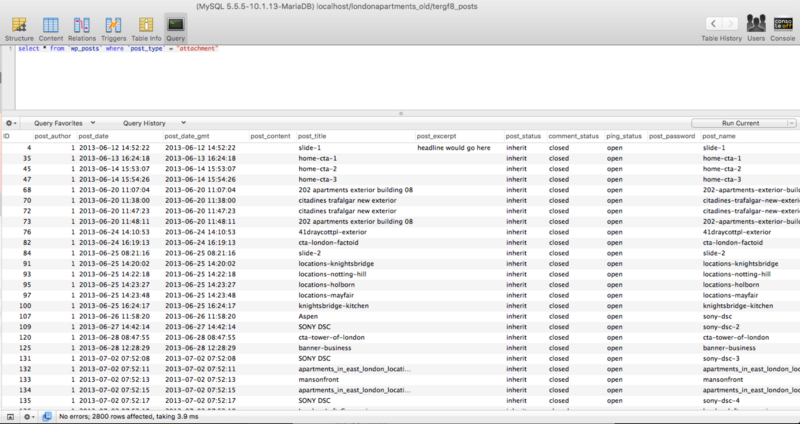 (MySQL 5.5.5-10.1.13-MariaDB) localhost/londonapartments_old/tergf8_posts
Structure Content Relations Triggers Table Info Query Table History Users Console
1 select * from `wp_posts` where `post_type` = "attachment"
Query Favorites Query History Run Current
ID post_author post_date post_date_gmt post_content post_title post_excerpt post_status comment_status ping_status post_password post_name
4 1 2013-06-12 14:52:22 2013-06-12 14:52:22 slide-1 headline would go here inherit closed open slide-1
35 1 2013-06-13 16:24:18 2013-06-13 16:24:18 home-cta-1 inherit closed open home-cta-1
45 1 2013-06-14 15:53:07 2013-06-14 15:53:07 home-cta-2 inherit closed open home-cta-2
47 1 2013-06-14 15:54:26 2013-06-14 15:54:26 home-cta-3 inherit closed open home-cta-3
68 1 2013-06-20 11:07:04 2013-06-20 11:07:04 202 apartments exterior building 08 inherit closed open 202-apartments-exterior-buil
70 1 2013-06-20 11:38:00 2013-06-20 11:38:00 citadines trafalgar new exterior inherit closed open citadines-trafalgar-new-exteri
72 1 2013-06-20 11:47:23 2013-06-20 11:47:23 citadines trafalgar new exterior inherit closed open citadines-trafalgar-new-exteri
73 1 2013-06-20 11:48:11 2013-06-20 11:48:11 202 apartments exterior building 08 inherit closed open 202-apartments-exterior-buil
76 1 2013-06-24 14:10:53 2013-06-24 14:10:53 41draycottpl-exterior inherit closed open 41draycottpl-exterior
82 1 2013-06-24 16:19:13 2013-06-24 16:19:13 cta-london-factoid inherit closed open cta-london-factoid
84 1 2013-06-25 08:21:16 2013-06-25 08:21:16 slide-2 inherit closed open slide-2
91 1 2013-06-25 14:20:02 2013-06-25 14:20:02 locations-knightsbridge inherit closed open locations-knightsbridge
93 1 2013-06-25 14:22:18 2013-06-25 14:22:18 locations-notting-hill inherit closed open locations-notting-hill
95 1 2013-06-25 14:23:27 2013-06-25 14:23:27 locations-holborn inherit closed open locations-holborn
97 1 2013-06-25 14:23:48 2013-06-25 14:23:48 locations-mayfair inherit closed open locations-mayfair
100 1 2013-06-25 16:24:17 2013-06-25 16:24:17 knightsbridge-kitchen inherit closed open knightsbridge-kitchen
107 1 2013-06-26 11:58:20 2013-06-26 11:58:20 Aspen inherit closed open sony-dsc
109 1 2013-06-27 14:42:14 2013-06-27 14:42:14 SONY DSC inherit closed open sony-dsc-2
120 1 2013-06-28 08:47:55 2013-06-28 08:47:55 cta-tower-of-london inherit closed open cta-tower-of-london
125 1 2013-06-28 12:28:29 2013-06-28 12:28:29 banner-business inherit closed open banner-business
131 1 2013-07-02 07:52:08 2013-07-02 07:52:08 SONY DSC inherit closed open sony-dsc-3
132 1 2013-07-02 07:52:11 2013-07-02 07:52:11 apartments_in_east_london_locati... inherit closed open apartments_in_east_london_
133 1 2013-07-02 07:52:13 2013-07-02 07:52:13 mansonfront inherit closed open mansonfront
134 1 2013-07-02 07:52:15 2013-07-02 07:52:15 apartments_in_east_london_locati... inherit closed open apartments_in_east_london_
135 1 2013-07-02 07:52:17 2013-07-02 07:52:17 SONY DSC inherit closed open sony-dsc-4
No errors; 2800 rows affected, taking 3.9 ms